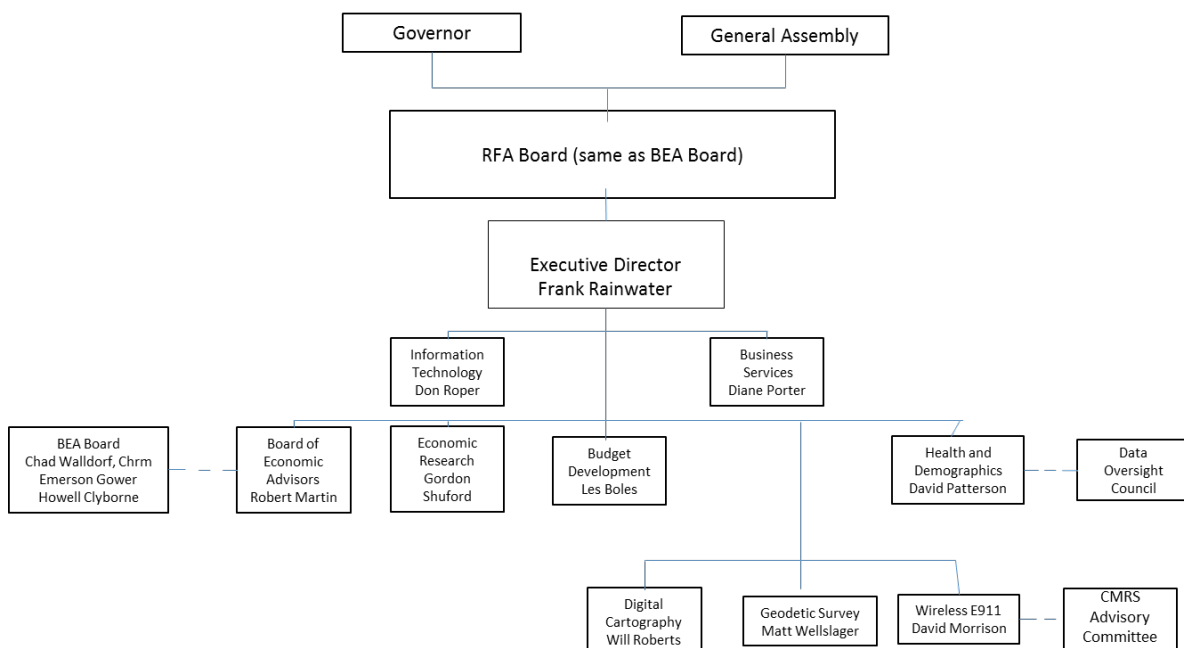 Governor
General Assembly
RFA Board (same as BEA Board)
Executive Director
Frank Rainwater
Information
Technology
Don Roper
Business
Services
Diane Porter
BEA Board
Chad Walldorf, Chrm
Emerson Gower
Howell Clyborne
Board of
Economic
Advisors
Robert Martin
Economic
Research
Gordon
Shuford
Budget
Development
Les Boles
Health and
Demographics
David Patterson
Data
Oversight
Council
Digital
Cartography
Will Roberts
Geodetic Survey
Matt Wellslager
Wireless E911
David Morrison
CMRS
Advisory
Committee